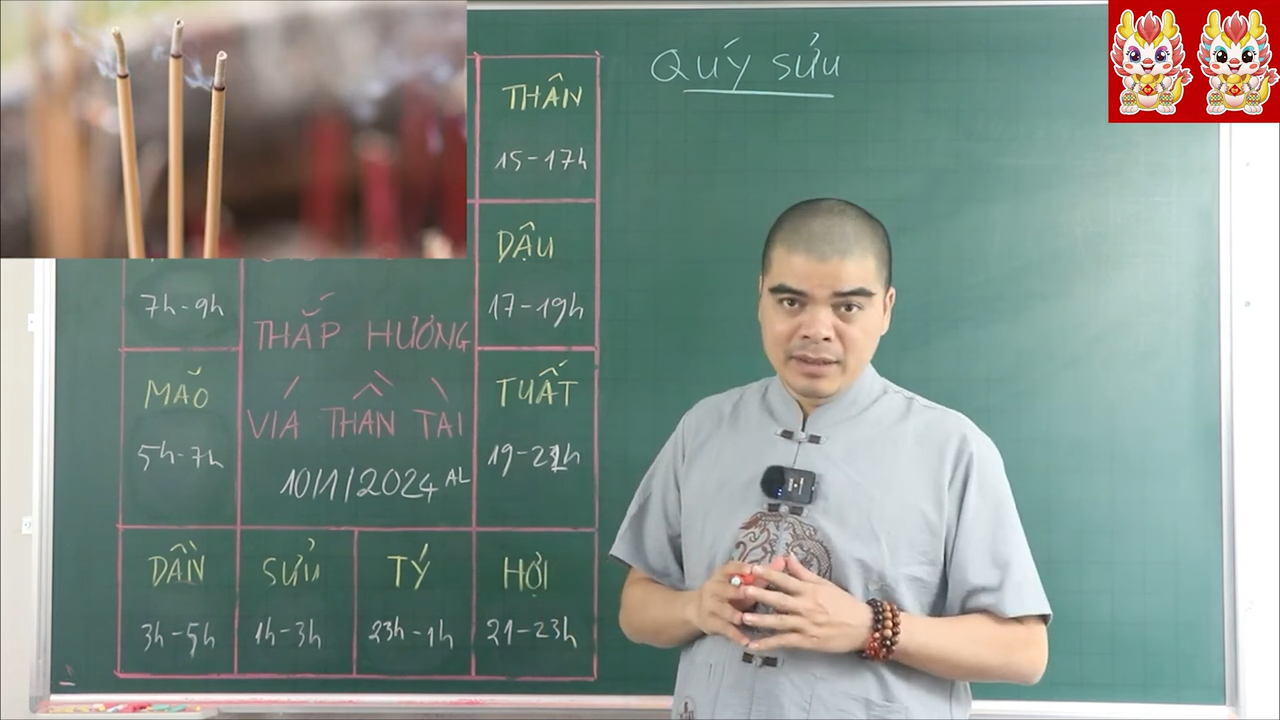 QUÝ SỬU
THÂN
15-17h
DẬU
17-19h
7h-9h
THẮP HƯƠNG
VÍA THẦN TÀI
10/1/2024 AL
MÃO
5h-7h
TUẤT
19-21h
DẦN
3h-5h
SỬU
1h-3h
TÝ
23h-1h
HỢI
21-23h